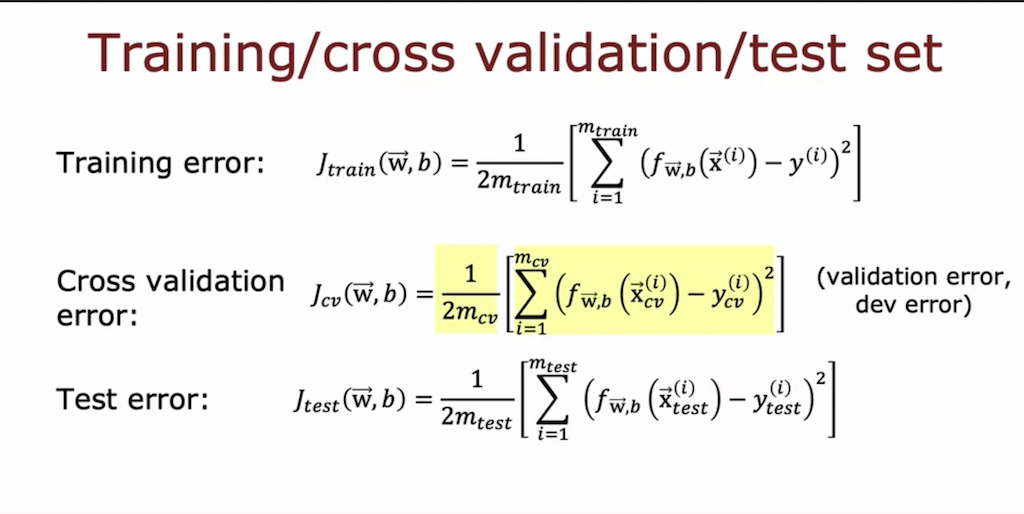 Training/cross validation/test set
Training error: J_{train}(\vec{w}, b) = \frac{1}{2m_{train}} \left[ \sum_{i=1}^{m_{train}} (f_{\vec{w},b}(\vec{x}^{(i)}) - y^{(i)})^2 \right]
Cross validation error: J_{cv}(\vec{w}, b) = \frac{1}{2m_{cv}} \left[ \sum_{i=1}^{m_{cv}} \left( f_{\vec{w},b} \left( \vec{x}_{cv}^{(i)} \right) - y_{cv}^{(i)} \right)^2 \right] (validation error, dev error)
Test error: J_{test}(\vec{w}, b) = \frac{1}{2m_{test}} \left[ \sum_{i=1}^{m_{test}} \left( f_{\vec{w},b} \left( \vec{x}_{test}^{(i)} \right) - y_{test}^{(i)} \right)^2 \right]